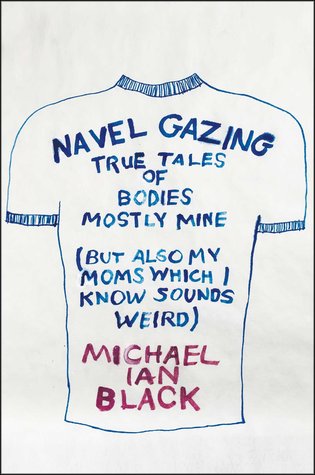 NAVEL GAZING
TRUE TALES
OF
BODIES
MOSTLY MINE
(BUT ALSO MY
MOMS WHICH I
KNOW SOUNDS
WEIRD)
MICHAEL
IAN
BLACK